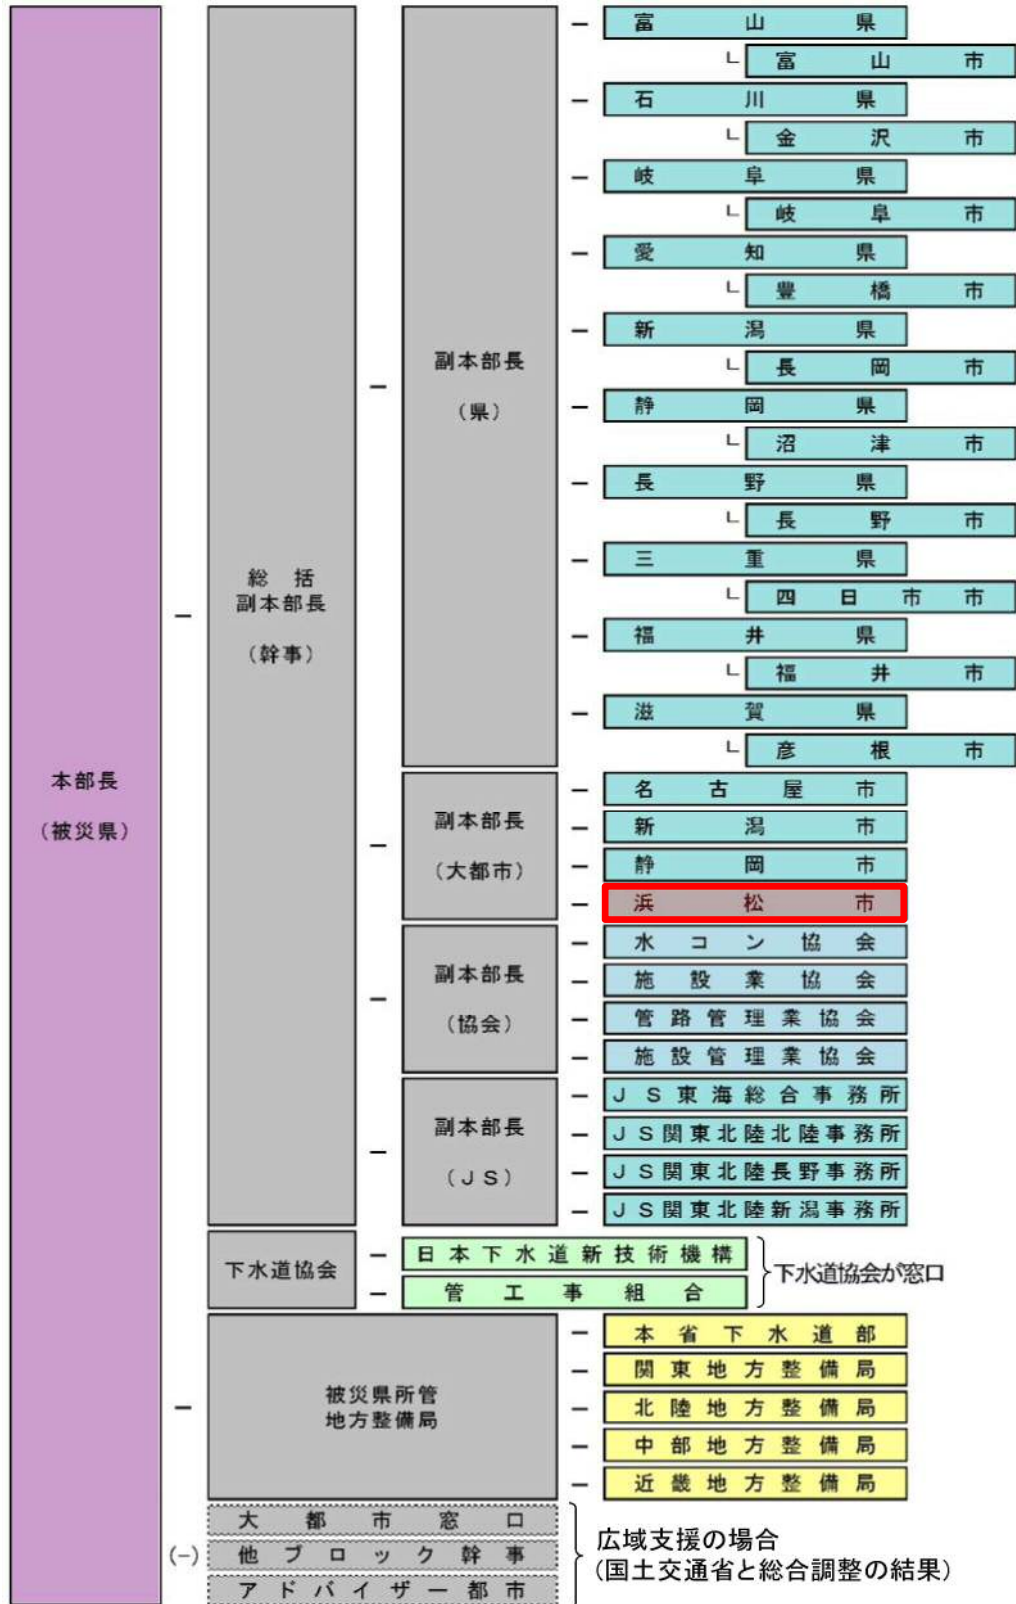 本部長
（被災県）
総括
副本部長
（幹事）
副本部長
（県）
富山県
富山市
石川県
金沢市
岐阜県
岐阜市
愛知県
豊橋市
新潟県
長岡市
静岡県
沼津市
長野県
長野市
三重県
四日市市
福井県
福井市
滋賀県
彦根市
副本部長
（大都市）
名古屋市
新潟市
静岡市
浜松市
副本部長
（協会）
水コン協会
施設業協会
管路管理業協会
施設管理業協会
副本部長
（ＪＳ）
ＪＳ東海総合事務所
ＪＳ関東北陸北陸事務所
ＪＳ関東北陸長野事務所
ＪＳ関東北陸新潟事務所
下水道協会
日本下水道新技術機構
管工事組合
下水道協会が窓口
被災県所管
地方整備局
本省下水道部
関東地方整備局
北陸地方整備局
中部地方整備局
近畿地方整備局
(−)
大都市窓口
他ブロック幹事
アドバイザー都市
広域支援の場合
(国土交通省と総合調整の結果)